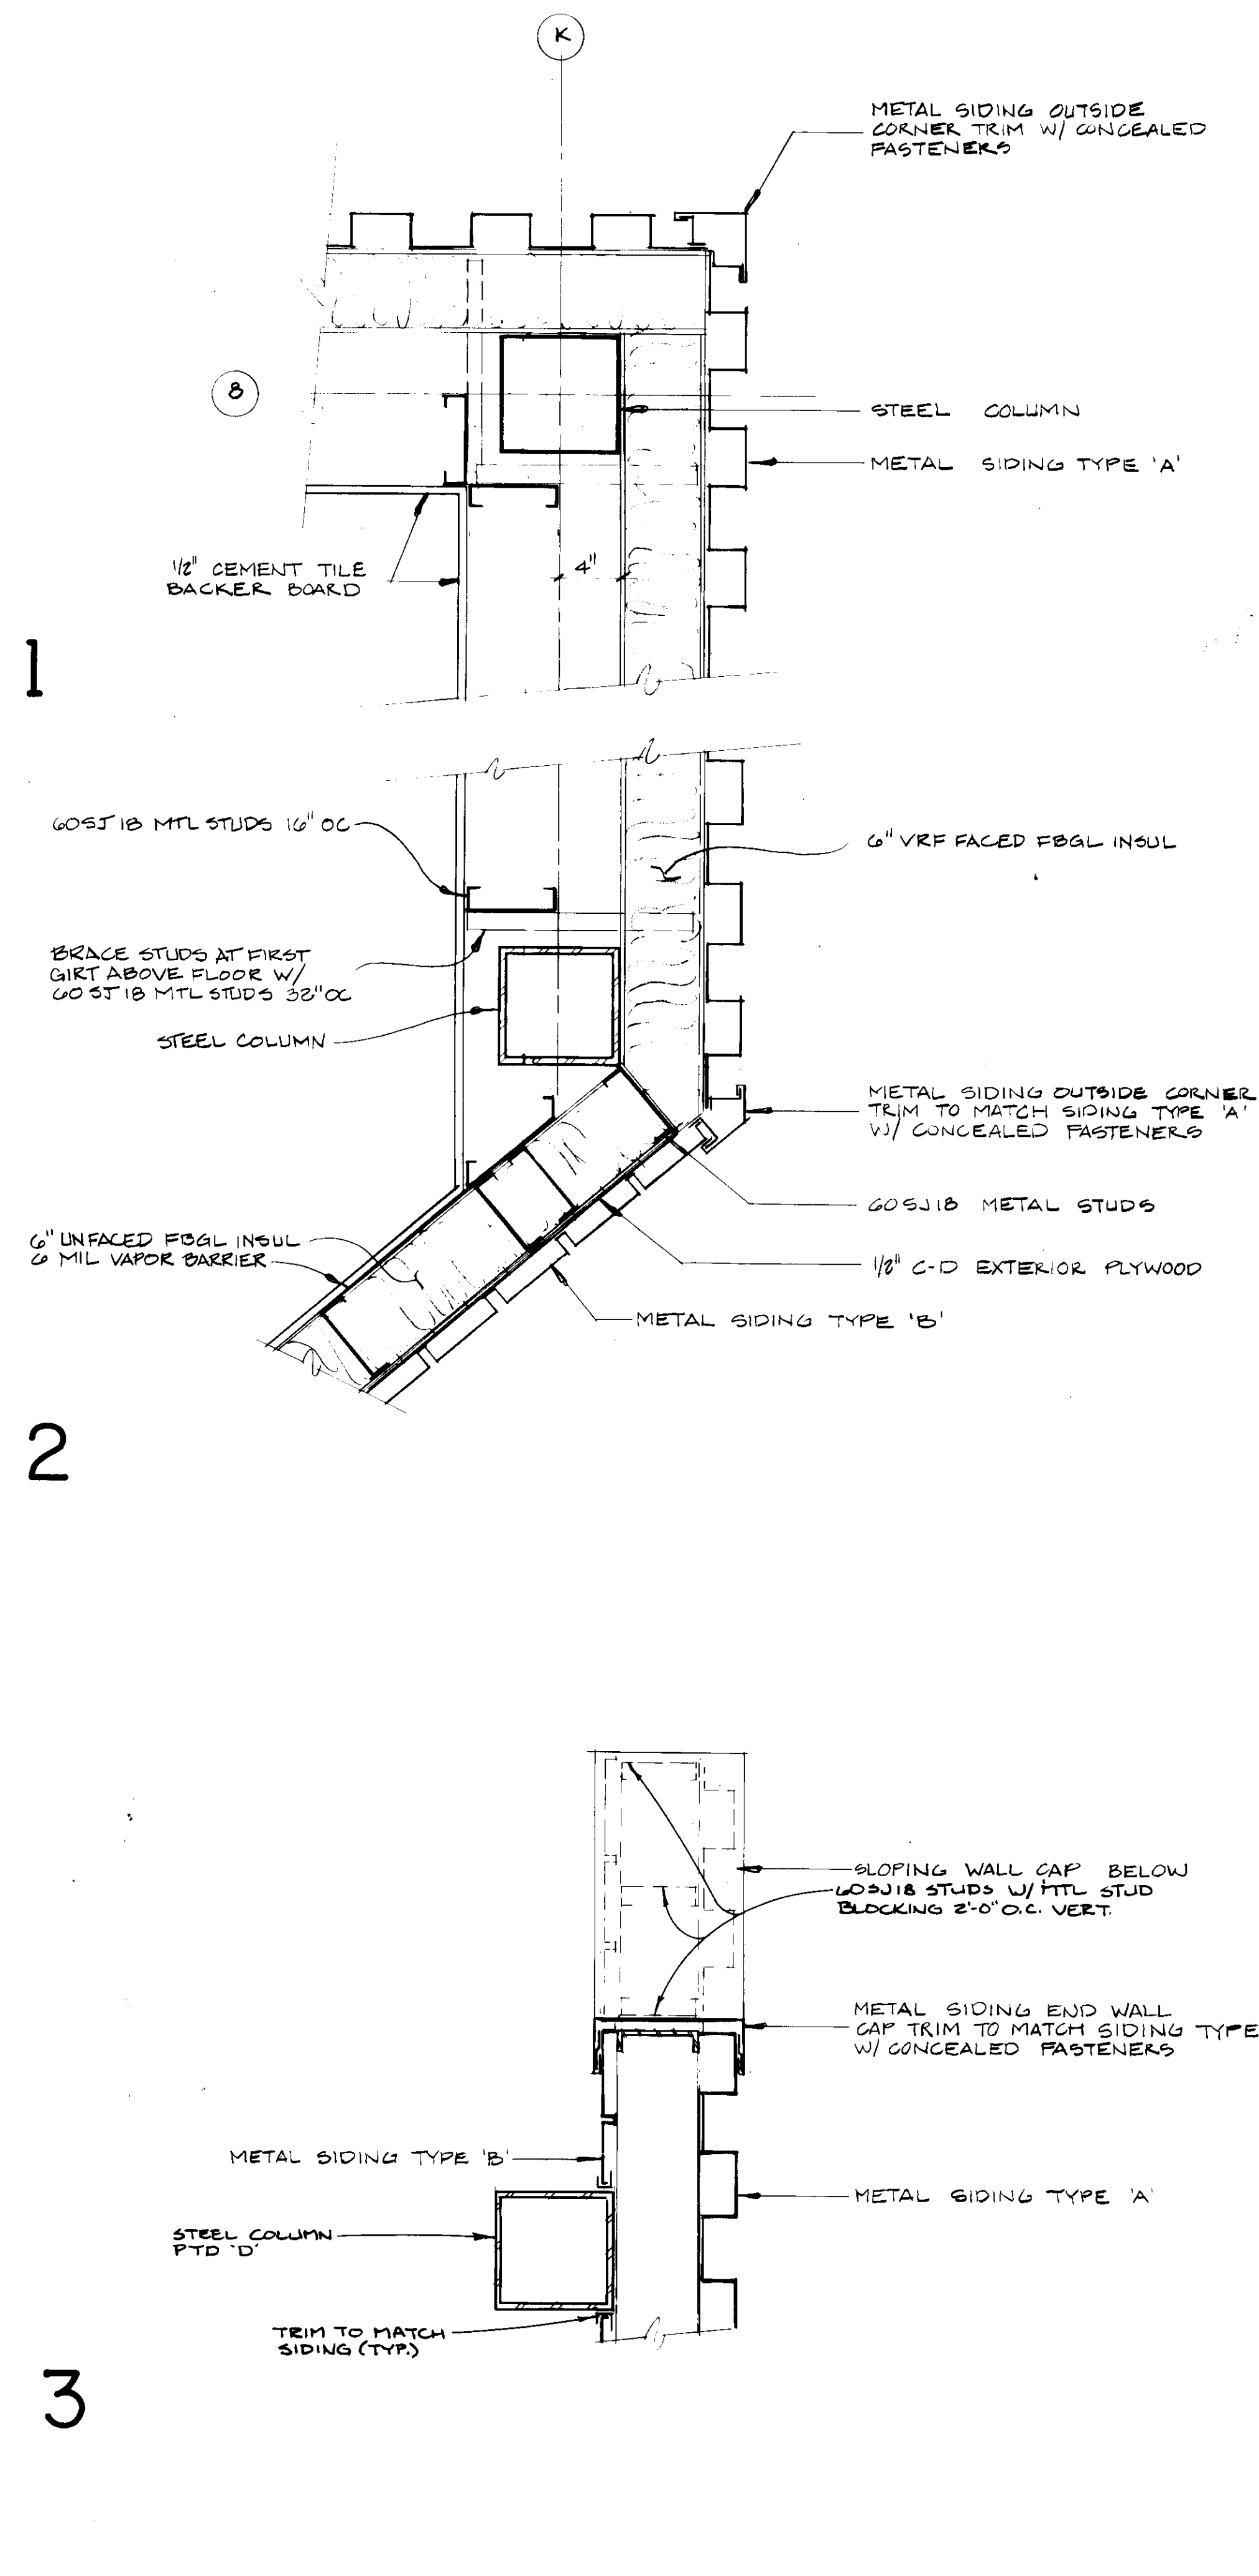 K
METAL SIDING OUTSIDE
CORNER TRIM W/ CONCEALED
FASTENERS
8
STEEL COLUMN
METAL SIDING TYPE 'A'
1/2" CEMENT TILE
BACKER BOARD
4"
1
60SJ18 MTL STUDS 16" OC
6" VRF FACED FBGL INSUL
BRACE STUDS AT FIRST
GIRT ABOVE FLOOR W/
60SJ18 MTL STUDS 32" OC
STEEL COLUMN
METAL SIDING OUTSIDE CORNER
TRIM TO MATCH SIDING TYPE 'A'
W/ CONCEALED FASTENERS
60SJ18 METAL STUDS
6" UNFACED FBGL INSUL
6 MIL VAPOR BARRIER
1/2" C-D EXTERIOR PLYWOOD
METAL SIDING TYPE 'B'
2
SLOPING WALL CAP BELOW
60SJ18 STUDS W/ MTL STUD
BLOCKING 2'-0" O.C. VERT.
METAL SIDING END WALL
CAP TRIM TO MATCH SIDING TYPE
W/ CONCEALED FASTENERS
METAL SIDING TYPE 'B'
METAL SIDING TYPE 'A'
STEEL COLUMN
PTD 'D'
TRIM TO MATCH
SIDING (TYP.)
3